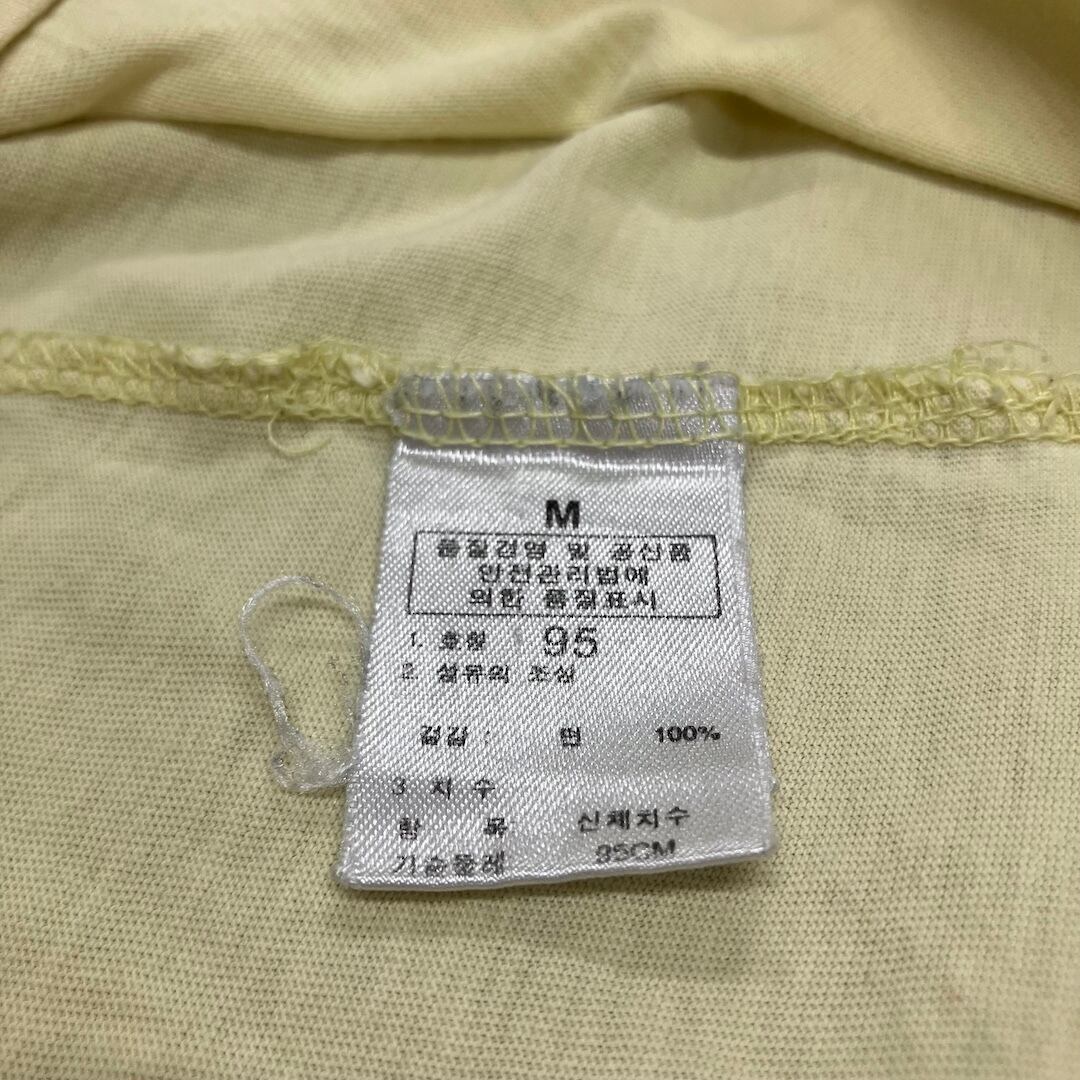 M
품질경영 및 공산품
안전관리법에
의한 품질표시
1. 호칭 95
2. 섬유의 조성
겉감 : 면 100%
3 치 수
항 목 신체치수
가슴둘레 95CM